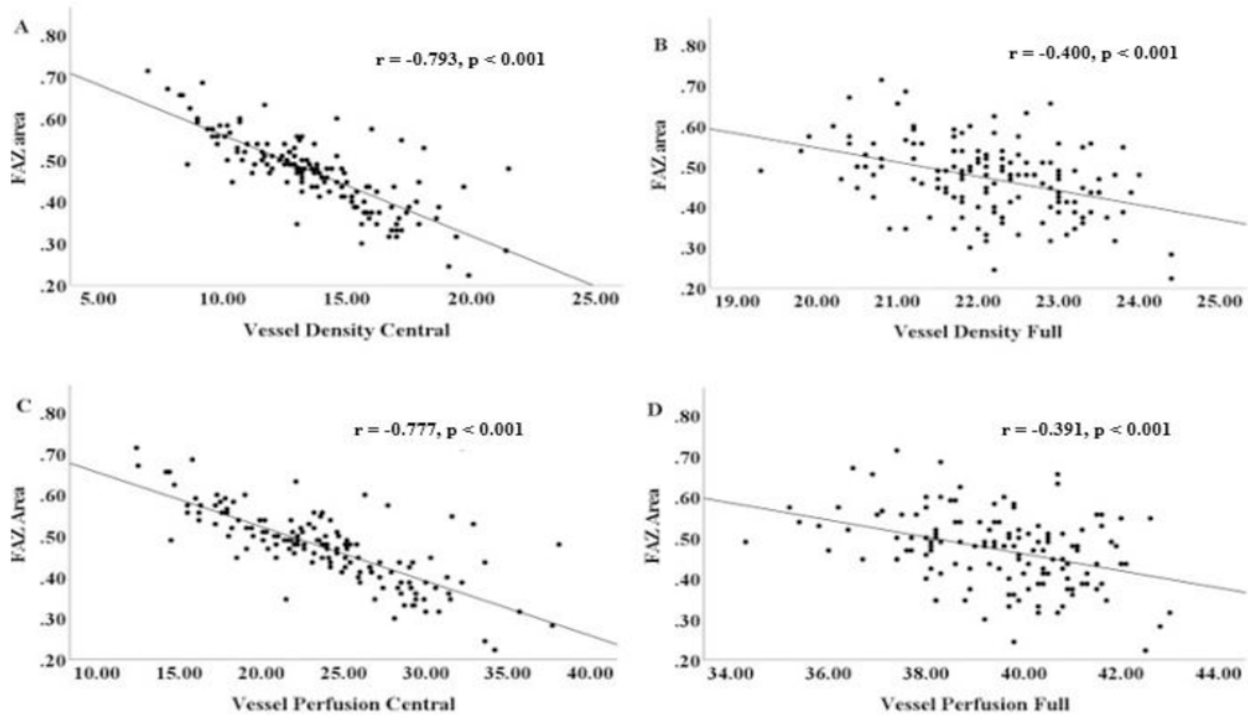 A
r = -0.793, p < 0.001
FAZ area
.80
.70
.60
.50
.40
.30
.20
5.00 10.00 15.00 20.00 25.00
Vessel Density Central
B
r = -0.400, p < 0.001
FAZ area
.80
.70
.60
.50
.40
.30
.20
19.00 20.00 21.00 22.00 23.00 24.00 25.00
Vessel Density Full
C
r = -0.777, p < 0.001
FAZ Area
.80
.70
.60
.50
.40
.30
.20
10.00 15.00 20.00 25.00 30.00 35.00 40.00
Vessel Perfusion Central
D
r = -0.391, p < 0.001
FAZ Area
.80
.70
.60
.50
.40
.30
.20
34.00 36.00 38.00 40.00 42.00 44.00
Vessel Perfusion Full